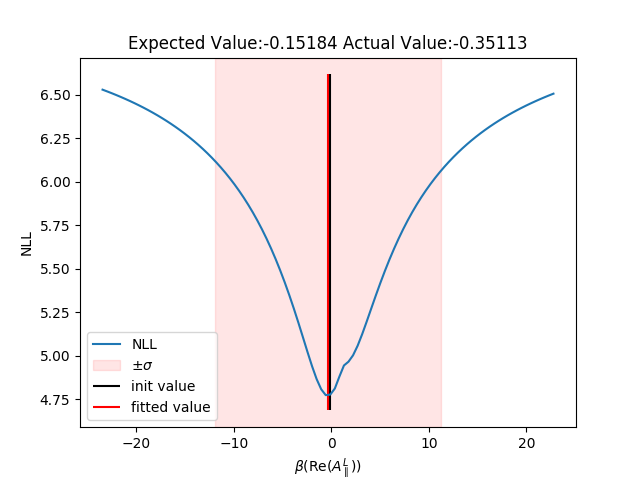 Expected Value:-0.15184 Actual Value:-0.35113
NLL
6.50
6.25
6.00
5.75
5.50
5.25
5.00
4.75
NLL
±σ
init value
fitted value
−20 −10 0 10 20
β(Re(A_∥^L))